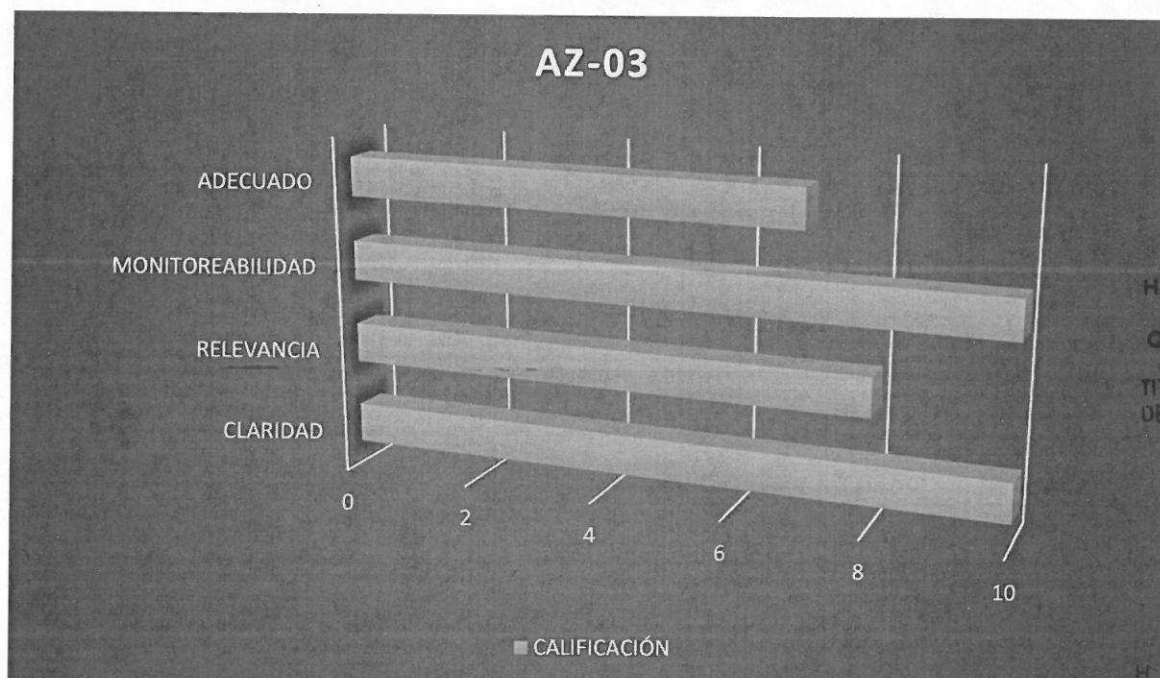 AZ-03
ADECUADO
MONITOREABILIDAD
RELEVANCIA
CLARIDAD
0
2
4
6
8
10
CALIFICACIÓN